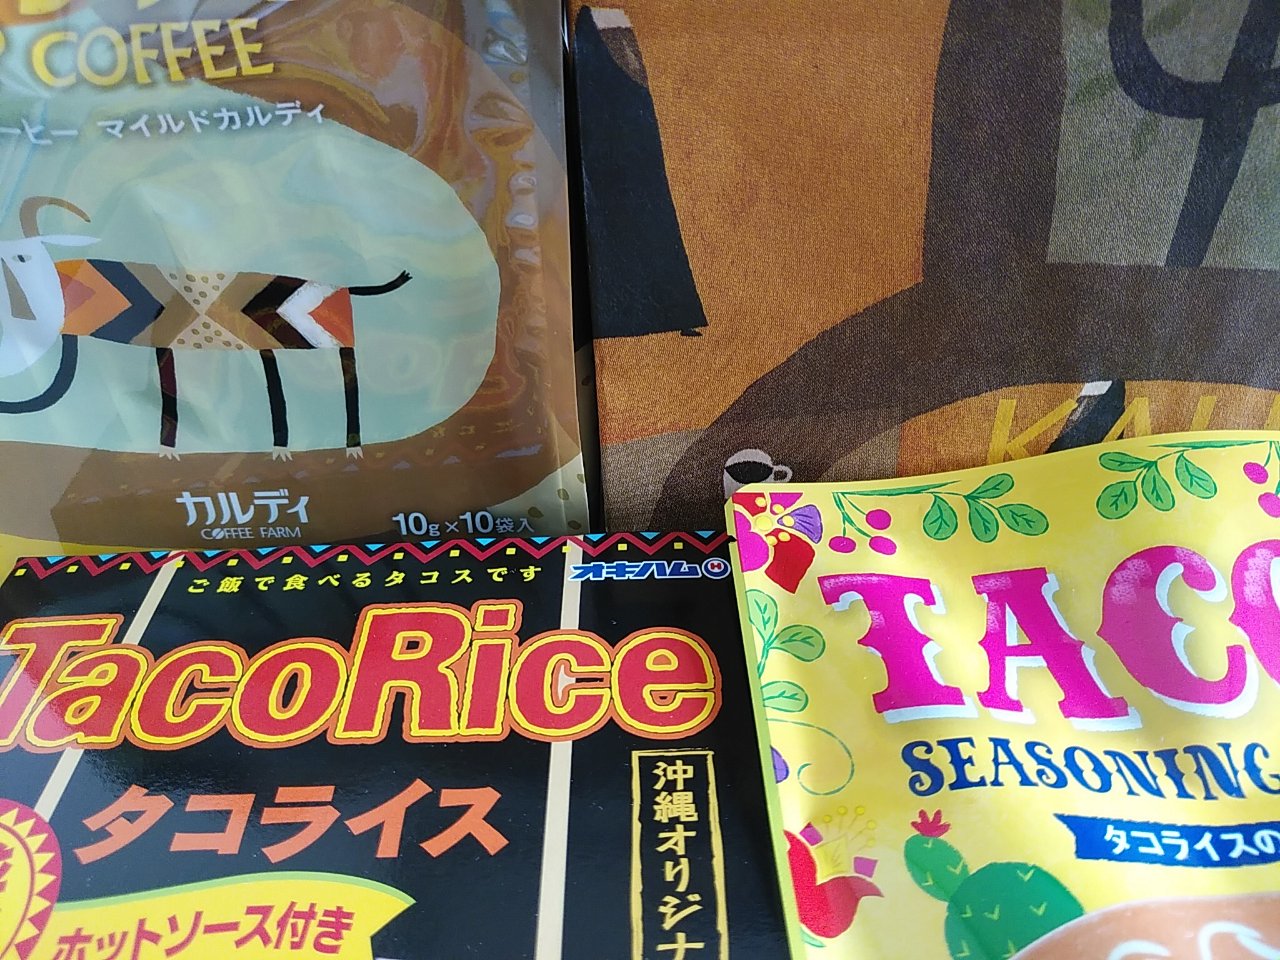 COFFEE
ーヒー マイルドカルディ
カルディ
COFFEE FARM
10g×10袋入
KAL
ご飯で食べるタコスです
オキハム
TacoRice
タコライス
沖縄オリジナ
ホットソース付き
TACO
SEASONING
タコライスの